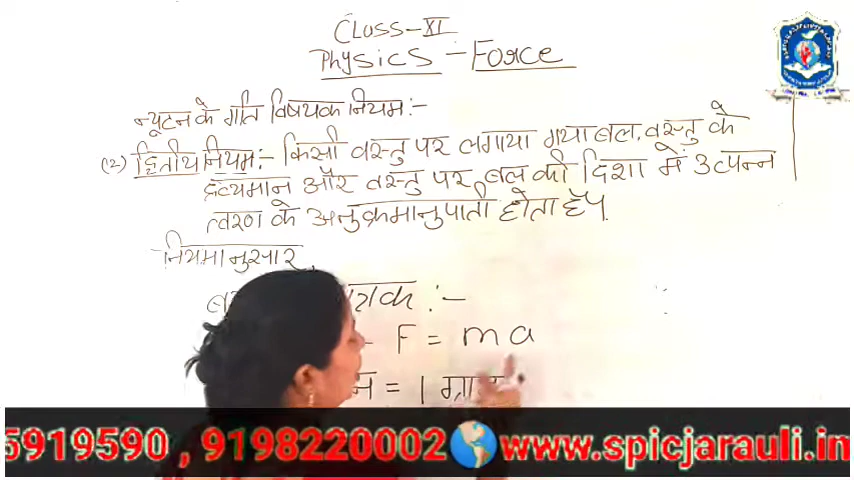 Class-XI
Physics - Force
न्यूटन के गति विषयक नियम:-
(2) द्वितीय नियम:- किसी वस्तु पर लगाया गया बल, वस्तु के
द्रव्यमान और वस्तु पर बल की दिशा में उत्पन्न
त्वरण के अनुक्रमानुपाती होता है।
नियमानुसार,
:-
F = ma
= 1
5919590 , 9198220002 www.spicjarauli.in